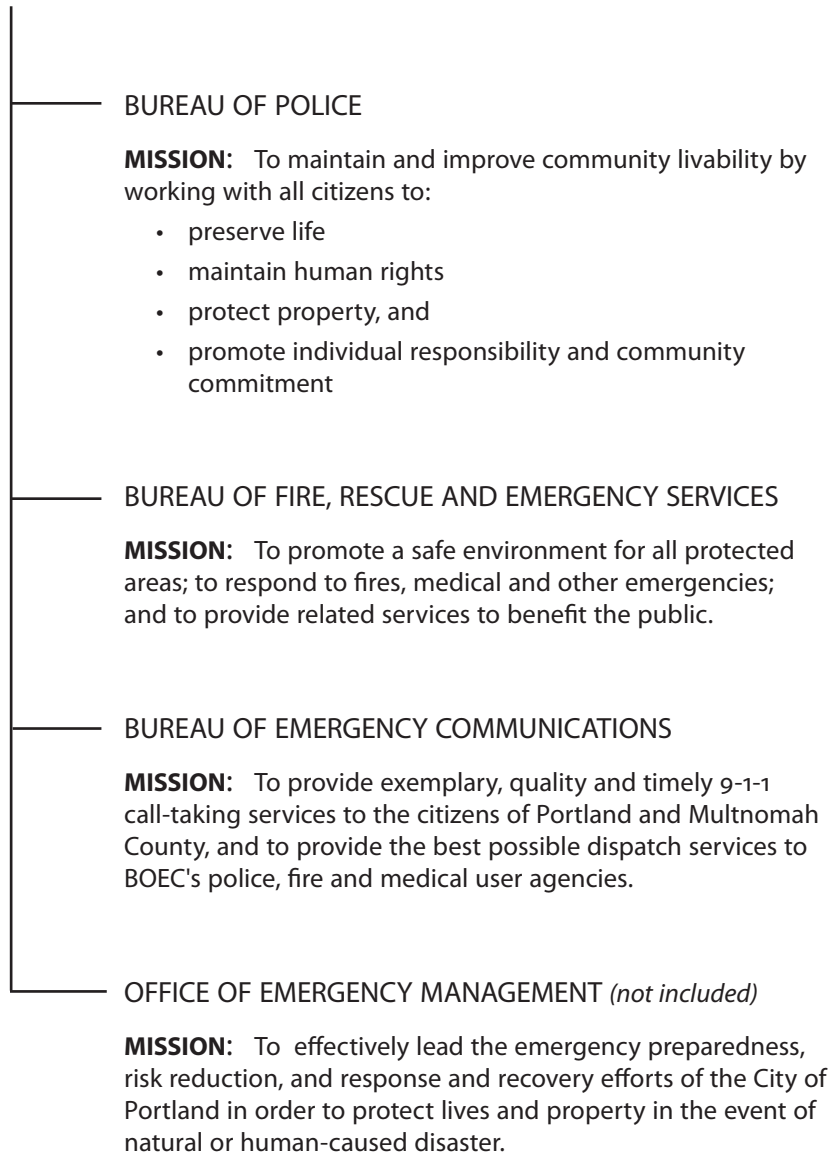 BUREAU OF POLICE
MISSION: To maintain and improve community livability by
working with all citizens to:
• preserve life
• maintain human rights
• protect property, and
• promote individual responsibility and community
commitment
BUREAU OF FIRE, RESCUE AND EMERGENCY SERVICES
MISSION: To promote a safe environment for all protected
areas; to respond to fires, medical and other emergencies;
and to provide related services to benefit the public.
BUREAU OF EMERGENCY COMMUNICATIONS
MISSION: To provide exemplary, quality and timely 9-1-1
call-taking services to the citizens of Portland and Multnomah
County, and to provide the best possible dispatch services to
BOEC's police, fire and medical user agencies.
OFFICE OF EMERGENCY MANAGEMENT (not included)
MISSION: To effectively lead the emergency preparedness,
risk reduction, and response and recovery efforts of the City of
Portland in order to protect lives and property in the event of
natural or human-caused disaster.